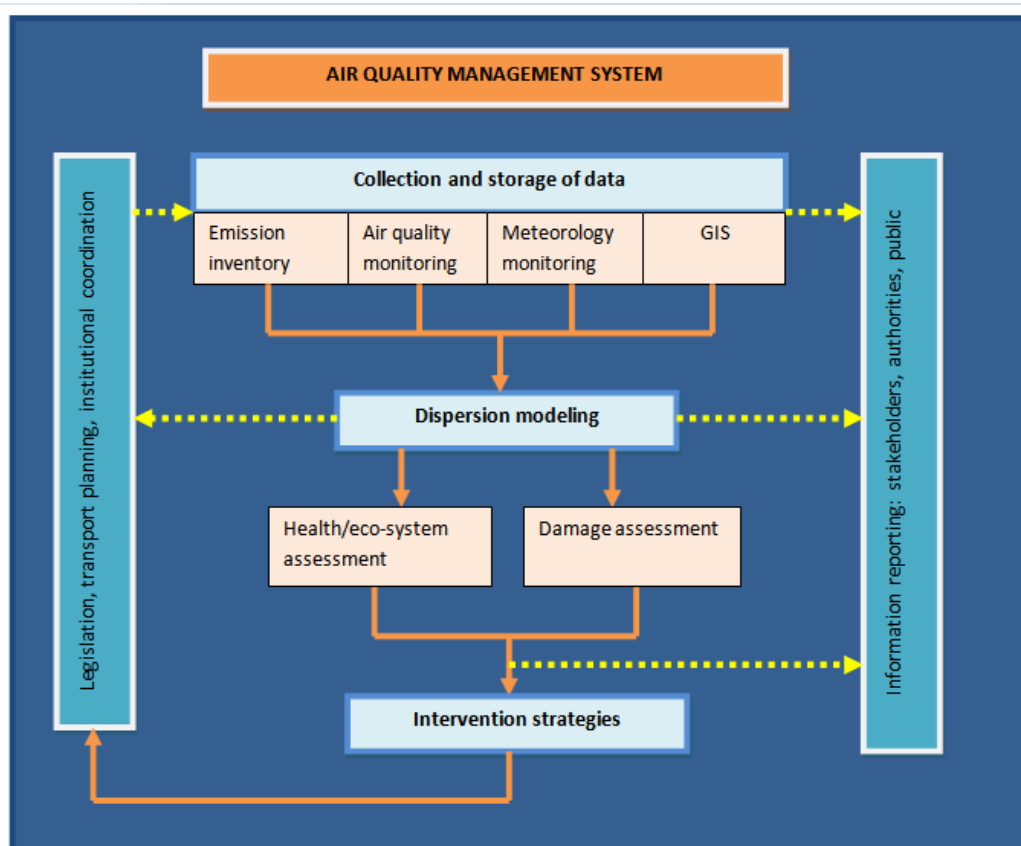 AIR QUALITY MANAGEMENT SYSTEM
Legislation, transport planning, institutional coordination
Collection and storage of data
Emission
inventory
Air quality
monitoring
Meteorology
monitoring
GIS
Dispersion modeling
Health/eco-system
assessment
Damage assessment
Intervention strategies
Information reporting: stakeholders, authorities, public